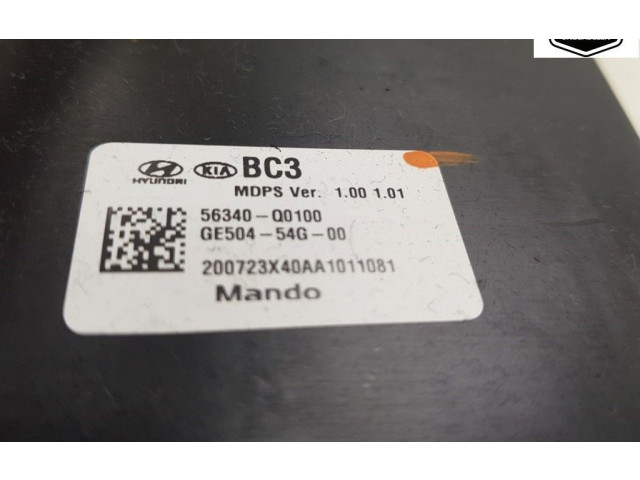 HYUNDAI KIA BC3
MDPS Ver. 1.00 1.01
56340-Q0100
GE504-54G-00
200723X40AA1011081
Mando